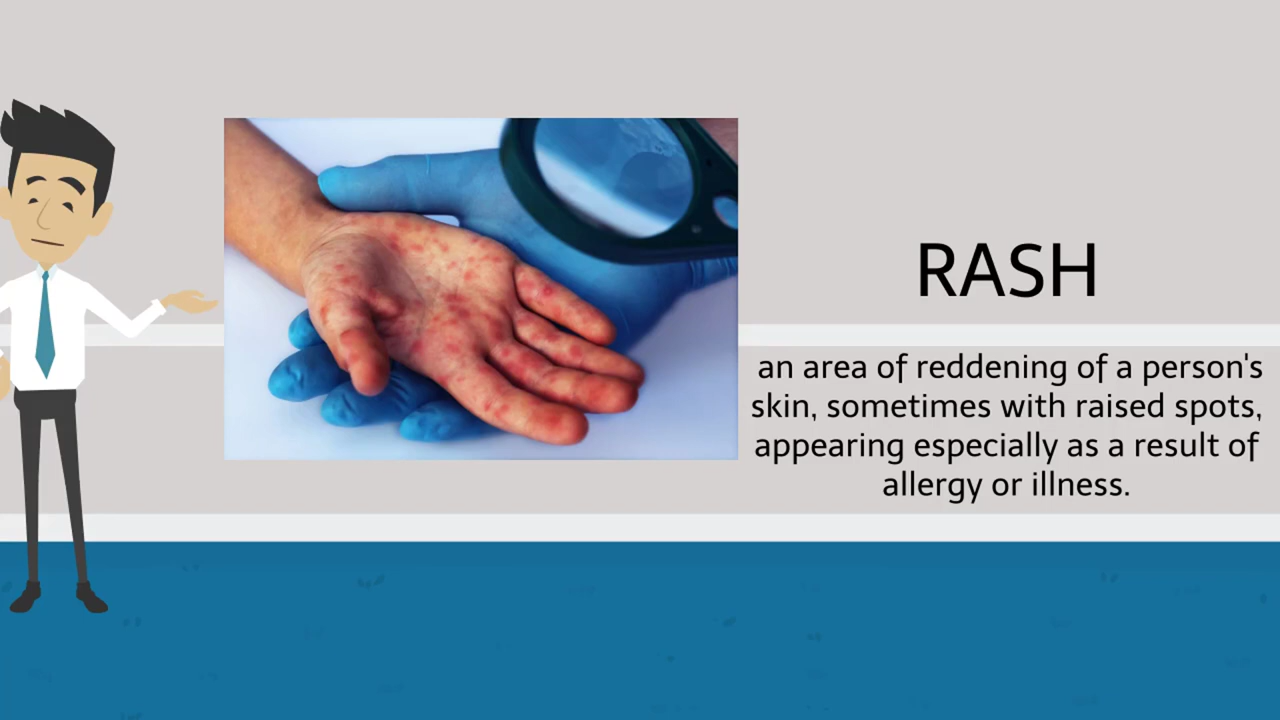 RASH
an area of reddening of a person's
skin, sometimes with raised spots,
appearing especially as a result of
allergy or illness.